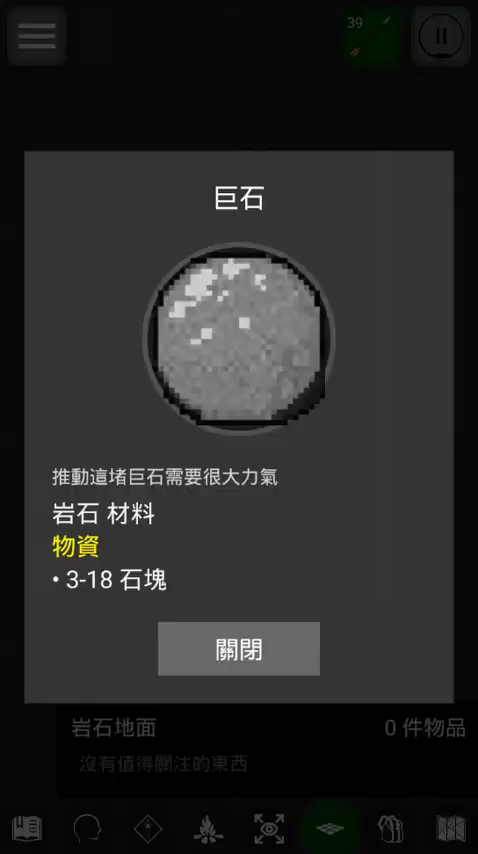 39
巨石
推動這堵巨石需要很大力氣
岩石 材料
物資
• 3-18 石塊
關閉
岩石地面 0 件物品
沒有值得關注的東西